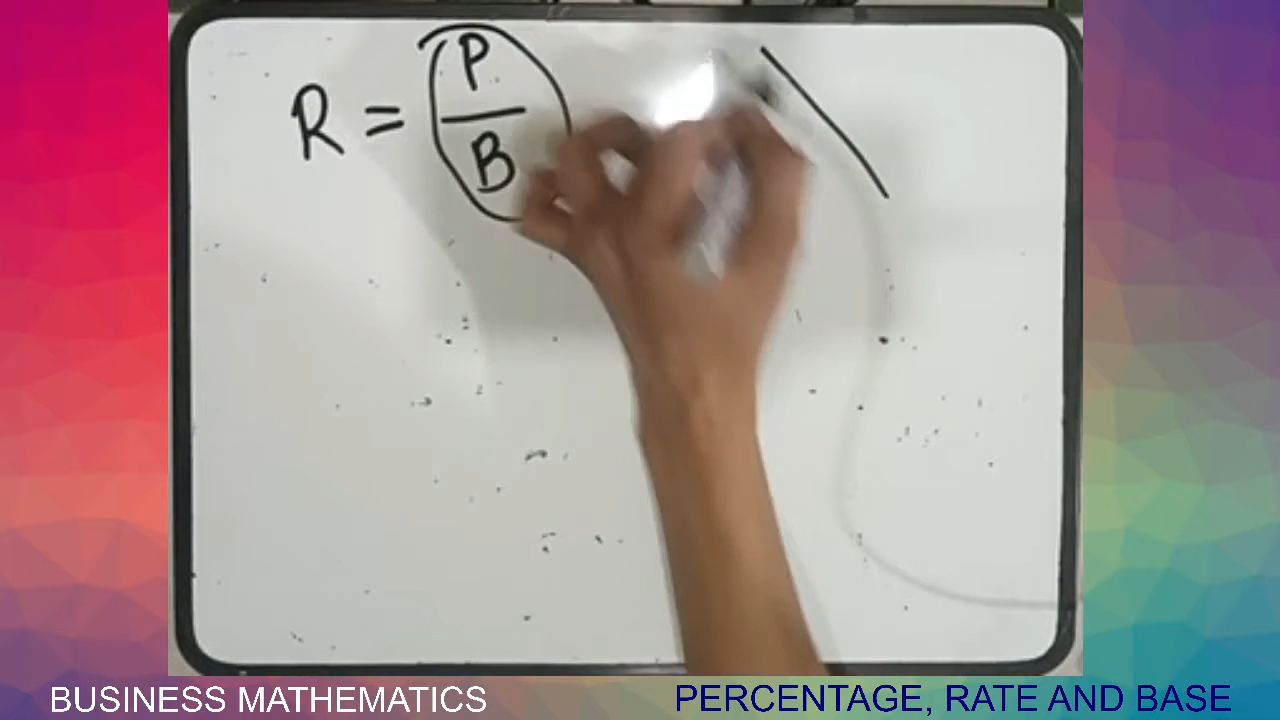 R = P/B
BUSINESS MATHEMATICS
PERCENTAGE, RATE AND BASE